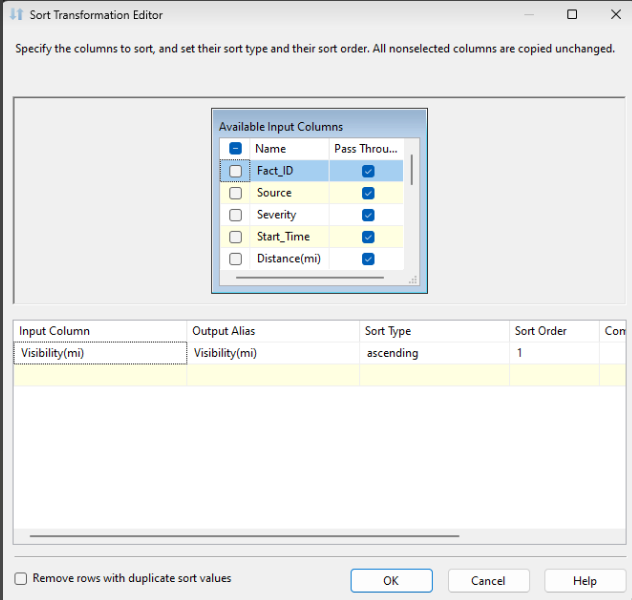 Sort Transformation Editor
Specify the columns to sort, and set their sort type and their sort order. All nonselected columns are copied unchanged.
Available Input Columns
Name Pass Throu...
Fact_ID
Source
Severity
Start_Time
Distance(mi)
Input Column Output Alias Sort Type Sort Order Com
Visibility(mi) Visibility(mi) ascending 1
Remove rows with duplicate sort values OK Cancel Help